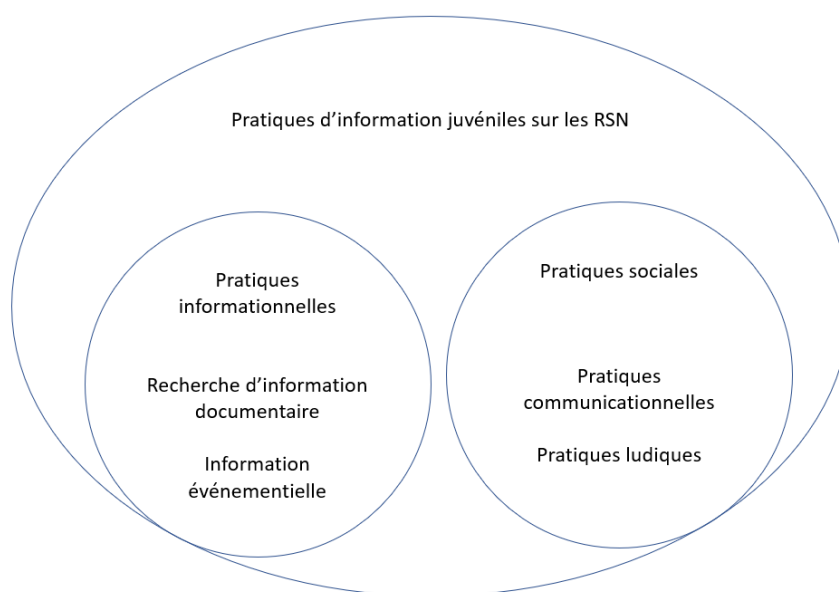 Pratiques d’information juvéniles sur les RSN
Pratiques
informationnelles
Recherche d’information
documentaire
Information
événementielle
Pratiques sociales
Pratiques
communicationnelles
Pratiques ludiques